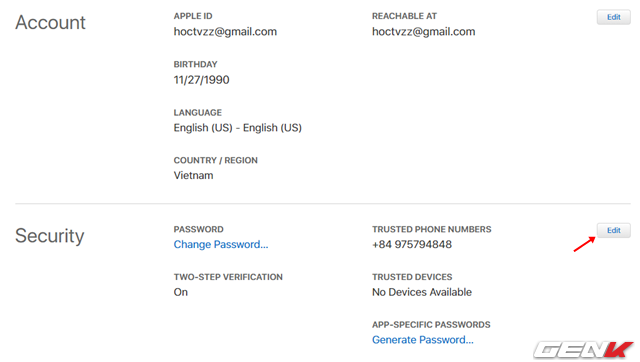 Account
APPLE ID
hoctvzz@gmail.com
REACHABLE AT
hoctvzz@gmail.com
Edit
BIRTHDAY
11/27/1990
LANGUAGE
English (US) - English (US)
COUNTRY / REGION
Vietnam
Security
PASSWORD
Change Password...
TRUSTED PHONE NUMBERS
+84 975794848
Edit
TWO-STEP VERIFICATION
On
TRUSTED DEVICES
No Devices Available
APP-SPECIFIC PASSWORDS
Generate Password...
GENK